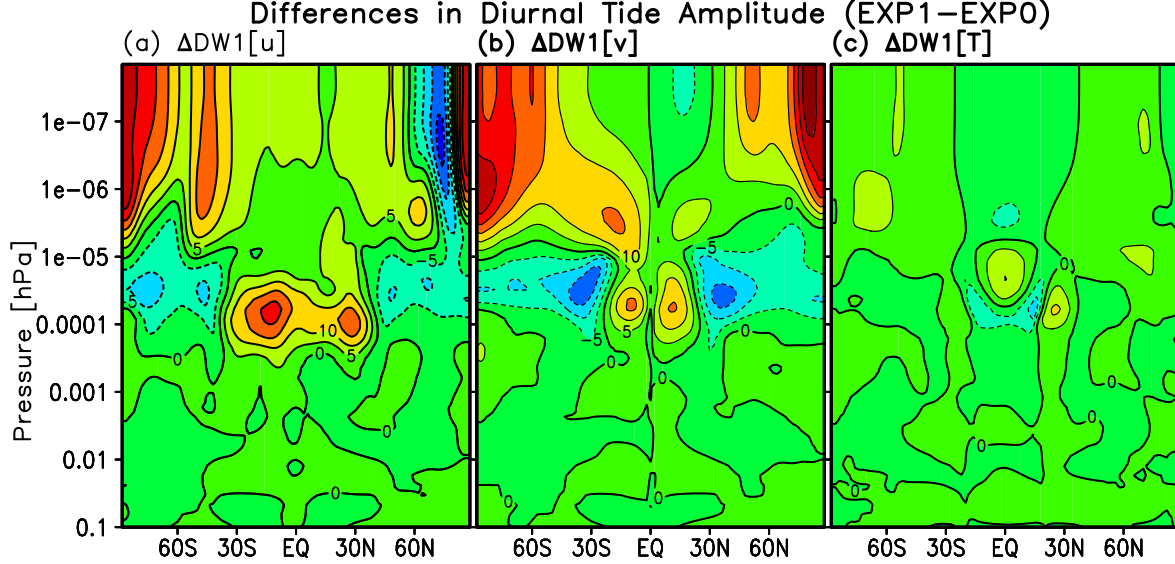 Differences in Diurnal Tide Amplitude (EXP1−EXP0)
(a) ΔDW1[u]
(b) ΔDW1[v]
(c) ΔDW1[T]
Pressure [hPa]
1e−07
1e−06
1e−05
0.0001
0.001
0.01
0.1
5
5
5
−5
10
0
0
5
0
0
0
10
−5
5
−5
0
0
0
0
0
0
0
0
0
0
60S 30S EQ 30N 60N
60S 30S EQ 30N 60N
60S 30S EQ 30N 60N